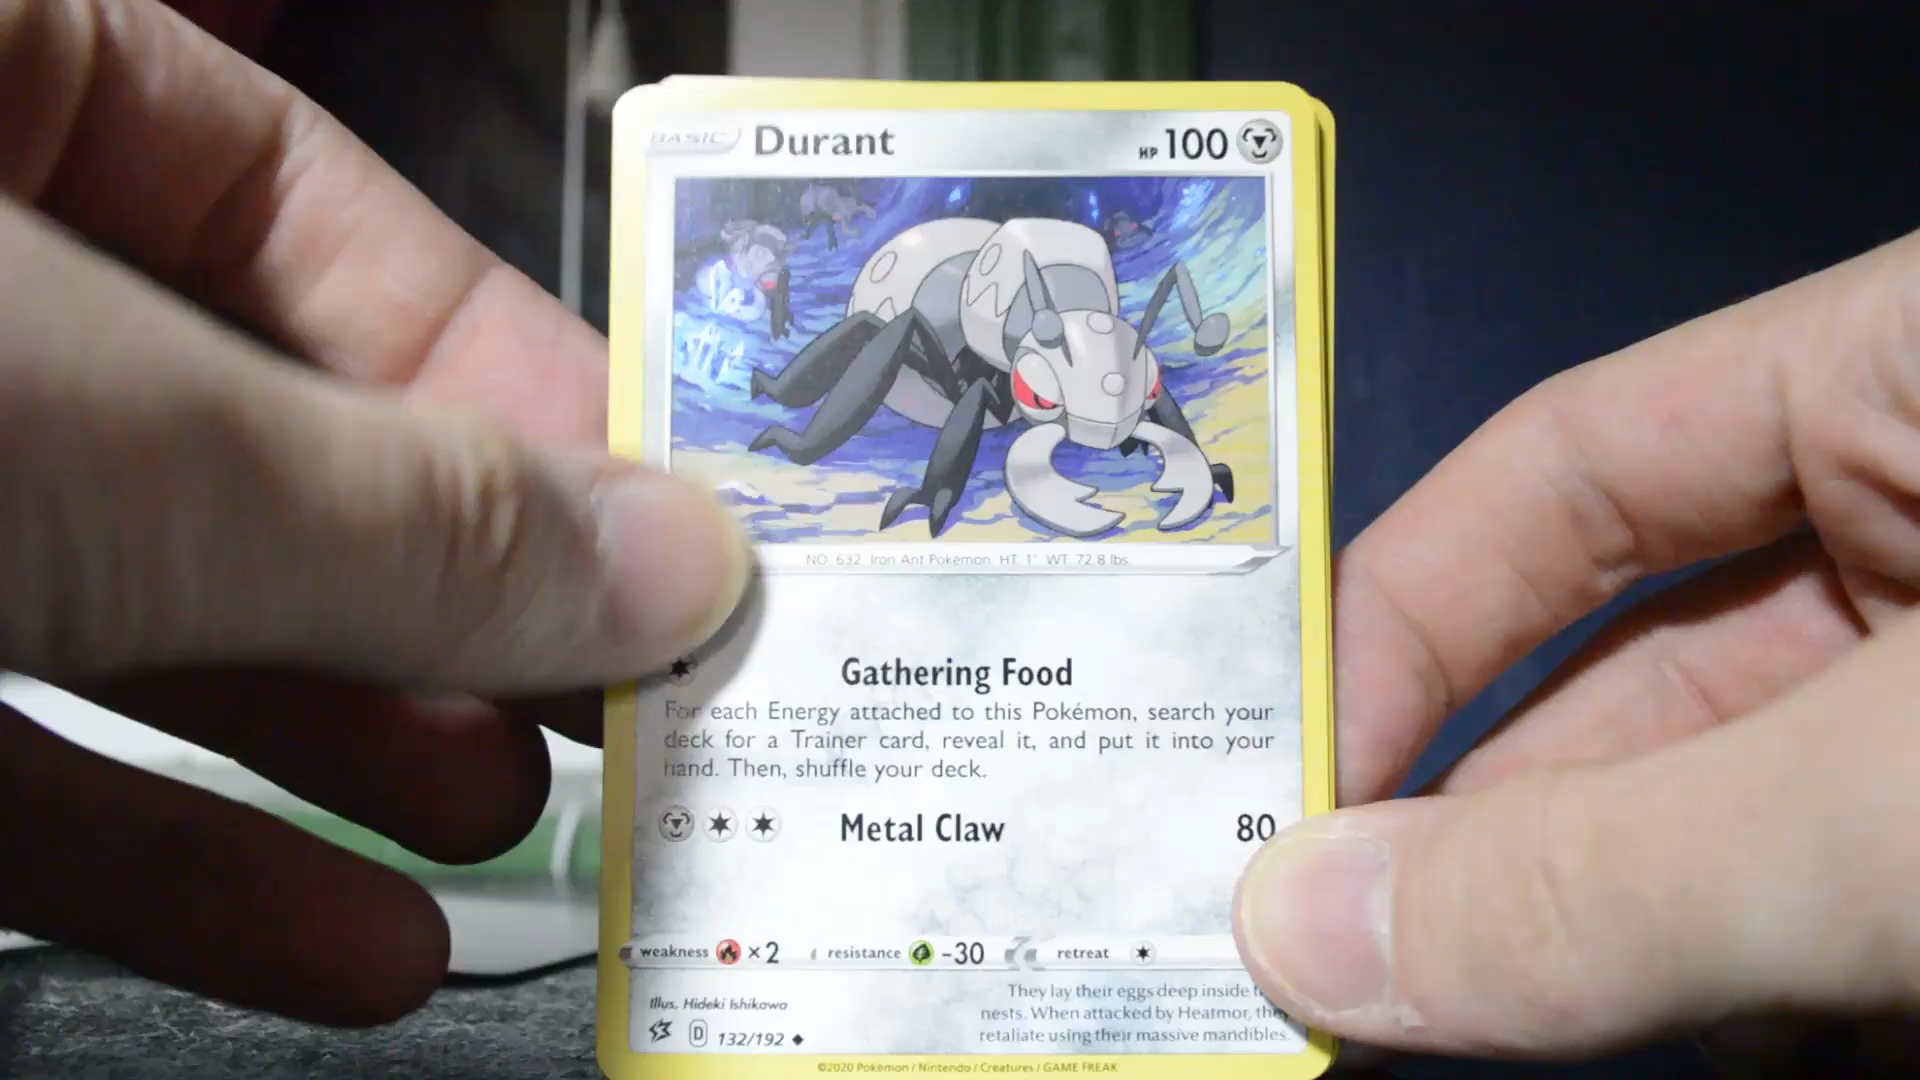 BASIC Durant HP 100
NO. 632 Iron Ant Pokémon HT: 1' WT: 72.8 lbs.
Gathering Food
For each Energy attached to this Pokémon, search your
deck for a Trainer card, reveal it, and put it into your
hand. Then, shuffle your deck.
Metal Claw 80
weakness ×2 resistance -30 retreat
Illus. Hideki Ishikawa
They lay their eggs deep inside
nests. When attacked by Heatmor, they
retaliate using their massive mandibles.
D 132/192
©2020 Pokémon / Nintendo / Creatures / GAME FREAK